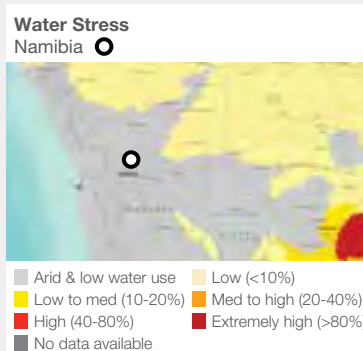 Water Stress
Namibia
Arid & low water use
Low (<10%)
Low to med (10-20%)
Med to high (20-40%)
High (40-80%)
Extremely high (>80%
No data available